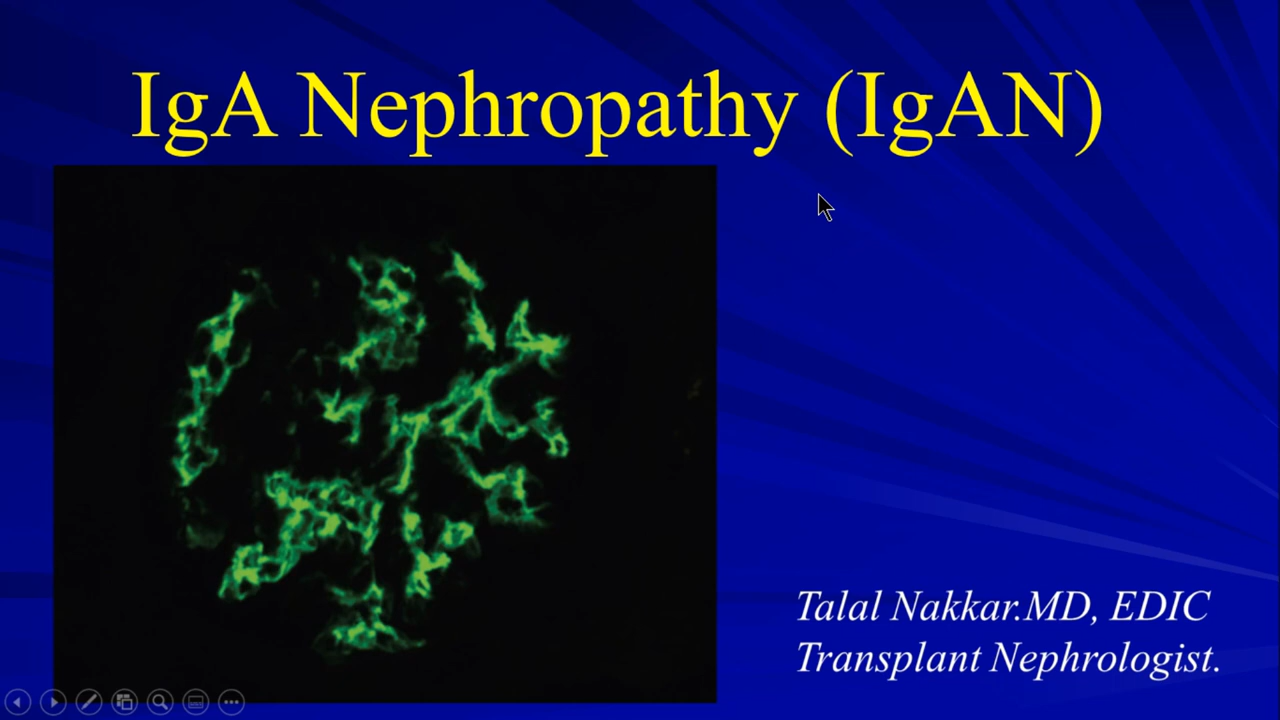 IgA Nephropathy (IgAN)
Talal Nakkar.MD, EDIC
Transplant Nephrologist.